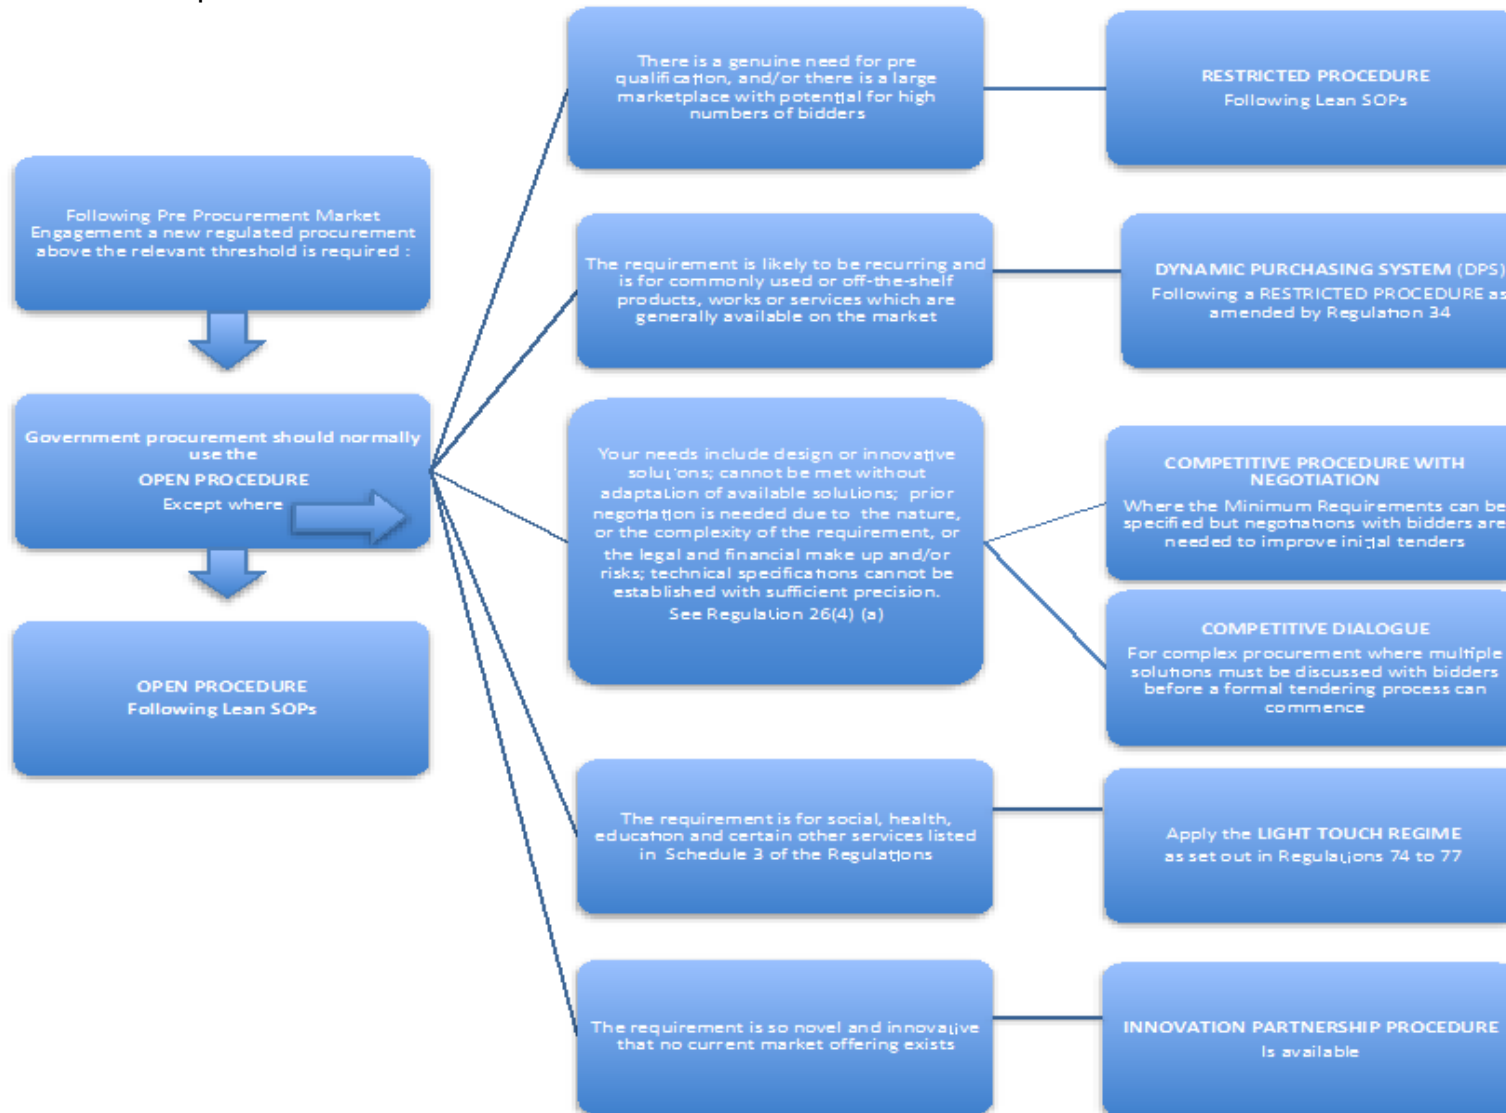 Following Pre Procurement Market
Engagement a new regulated procurement
above the relevant threshold is required :
Government procurement should normally
use the
OPEN PROCEDURE
Except where
OPEN PROCEDURE
Following Lean SOPs
There is a genuine need for pre
qualification, and/or there is a large
marketplace with potential for high
numbers of bidders
RESTRICTED PROCEDURE
Following Lean SOPs
The requirement is likely to be recurring and
is for commonly used or off-the-shelf
products, works or services which are
generally available on the market
DYNAMIC PURCHASING SYSTEM (DPS)
Following a RESTRICTED PROCEDURE as
amended by Regulation 34
Your needs include design or innovative
solutions; cannot be met without
adaptation of available solutions; prior
negotiation is needed due to the nature,
or the complexity of the requirement, or
the legal and financial make up and/or
risks; technical specifications cannot be
established with sufficient precision.
See Regulation 26(4) (a)
COMPETITIVE PROCEDURE WITH
NEGOTIATION
Where the Minimum Requirements can be
specified but negotiations with bidders are
needed to improve initial tenders
COMPETITIVE DIALOGUE
For complex procurement where multiple
solutions must be discussed with bidders
before a formal tendering process can
commence
The requirement is for social, health,
education and certain other services listed
in Schedule 3 of the Regulations
Apply the LIGHT TOUCH REGIME
as set out in Regulations 74 to 77
The requirement is so novel and innovative
that no current market offering exists
INNOVATION PARTNERSHIP PROCEDURE
Is available